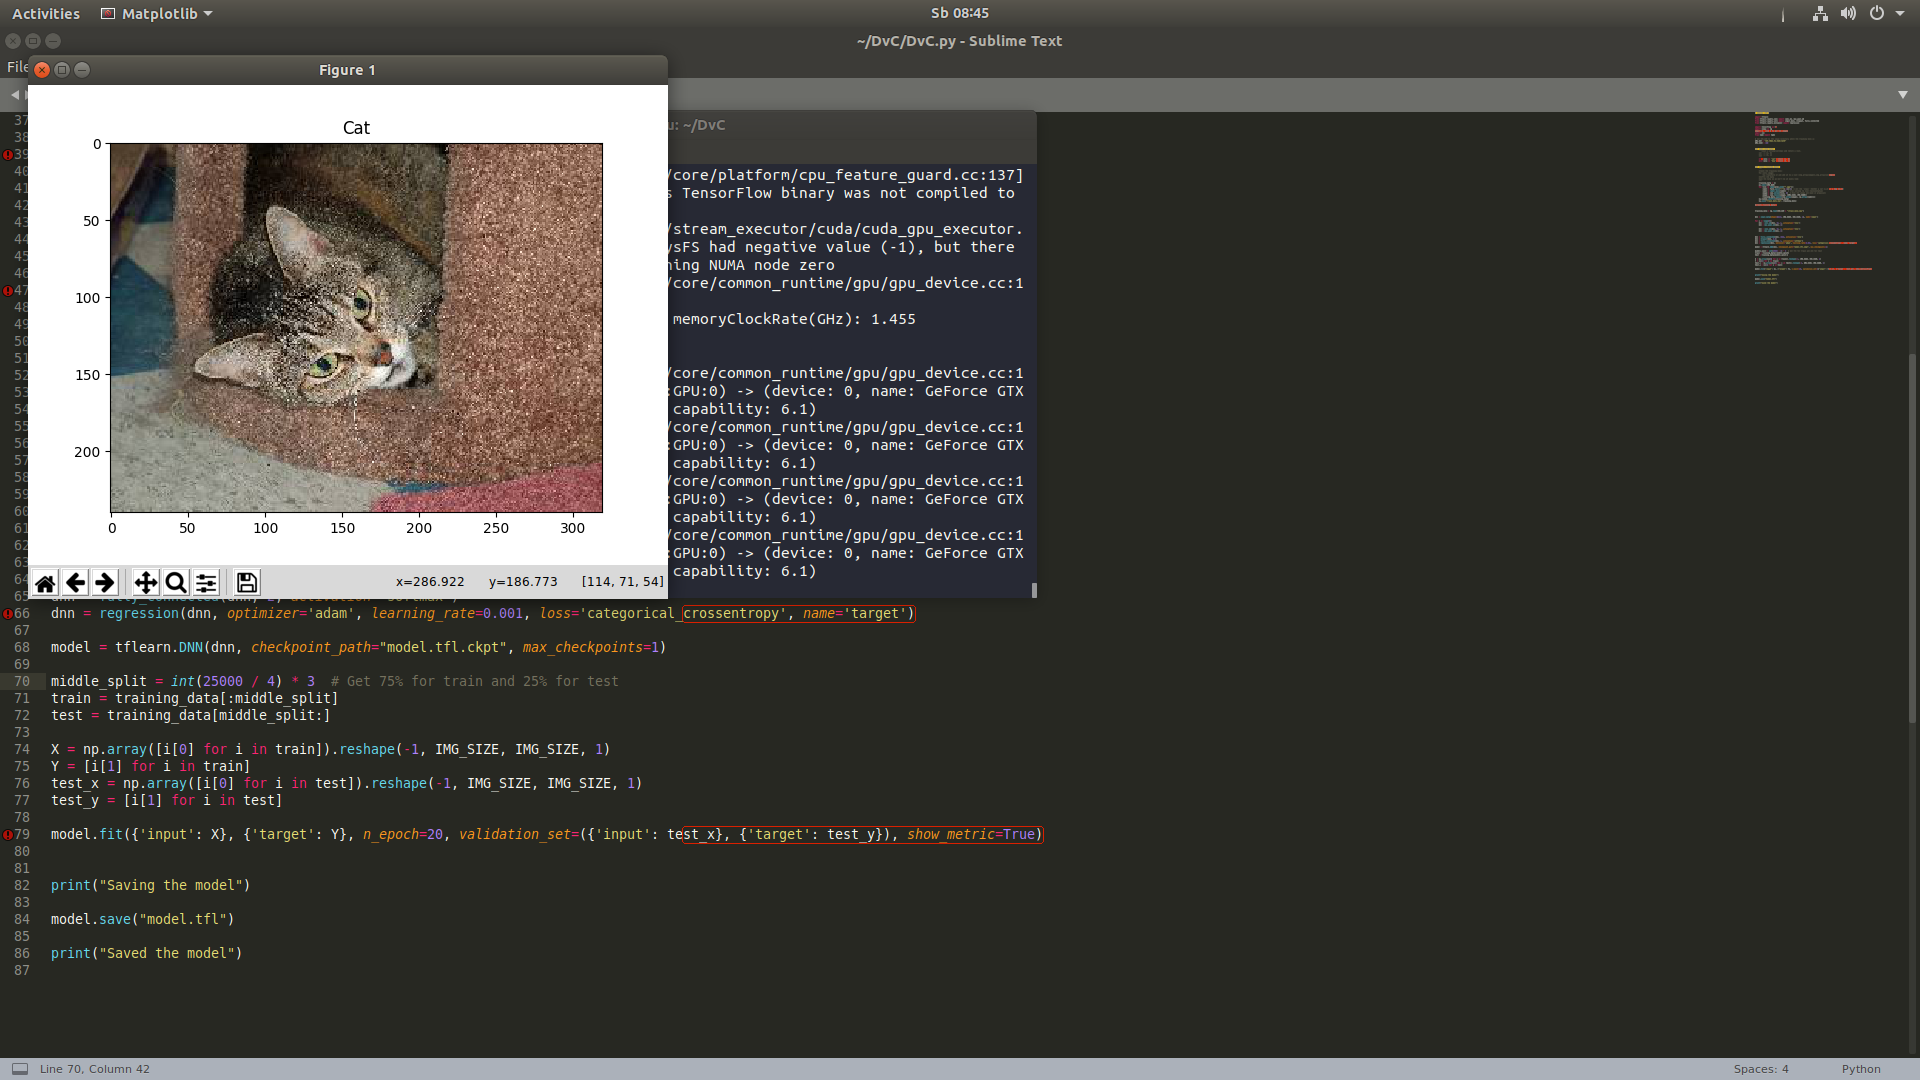 Activities Matplotlib Sb 08:45
~/DvC/DvC.py - Sublime Text
File
Figure 1
Cat
0
50
100
150
200
0 50 100 150 200 250 300
x=286.922 y=186.773 [114, 71, 54]
u: ~/DvC
/core/platform/cpu_feature_guard.cc:137]
s TensorFlow binary was not compiled to
/stream_executor/cuda/cuda_gpu_executor.
ysFS had negative value (-1), but there
ning NUMA node zero
/core/common_runtime/gpu/gpu_device.cc:1
memoryClockRate(GHz): 1.455
/core/common_runtime/gpu/gpu_device.cc:1
:GPU:0) -> (device: 0, name: GeForce GTX
capability: 6.1)
/core/common_runtime/gpu/gpu_device.cc:1
:GPU:0) -> (device: 0, name: GeForce GTX
capability: 6.1)
/core/common_runtime/gpu/gpu_device.cc:1
:GPU:0) -> (device: 0, name: GeForce GTX
capability: 6.1)
/core/common_runtime/gpu/gpu_device.cc:1
:GPU:0) -> (device: 0, name: GeForce GTX
capability: 6.1)
37
38
39
40
41
42
43
44
45
46
47
48
49
50
51
52
53
54
55
56
57
58
59
60
61
62
63
64
65
66 dnn = regression(dnn, optimizer='adam', learning_rate=0.001, loss='categorical_crossentropy', name='target')
67
68 model = tflearn.DNN(dnn, checkpoint_path="model.tfl.ckpt", max_checkpoints=1)
69
70 middle_split = int(25000 / 4) * 3  # Get 75% for train and 25% for test
71 train = training_data[:middle_split]
72 test = training_data[middle_split:]
73
74 X = np.array([i[0] for i in train]).reshape(-1, IMG_SIZE, IMG_SIZE, 1)
75 Y = [i[1] for i in train]
76 test_x = np.array([i[0] for i in test]).reshape(-1, IMG_SIZE, IMG_SIZE, 1)
77 test_y = [i[1] for i in test]
78
79 model.fit({'input': X}, {'target': Y}, n_epoch=20, validation_set=({'input': test_x}, {'target': test_y}), show_metric=True)
80
81
82 print("Saving the model")
83
84 model.save("model.tfl")
85
86 print("Saved the model")
87
Line 70, Column 42 Spaces: 4 Python